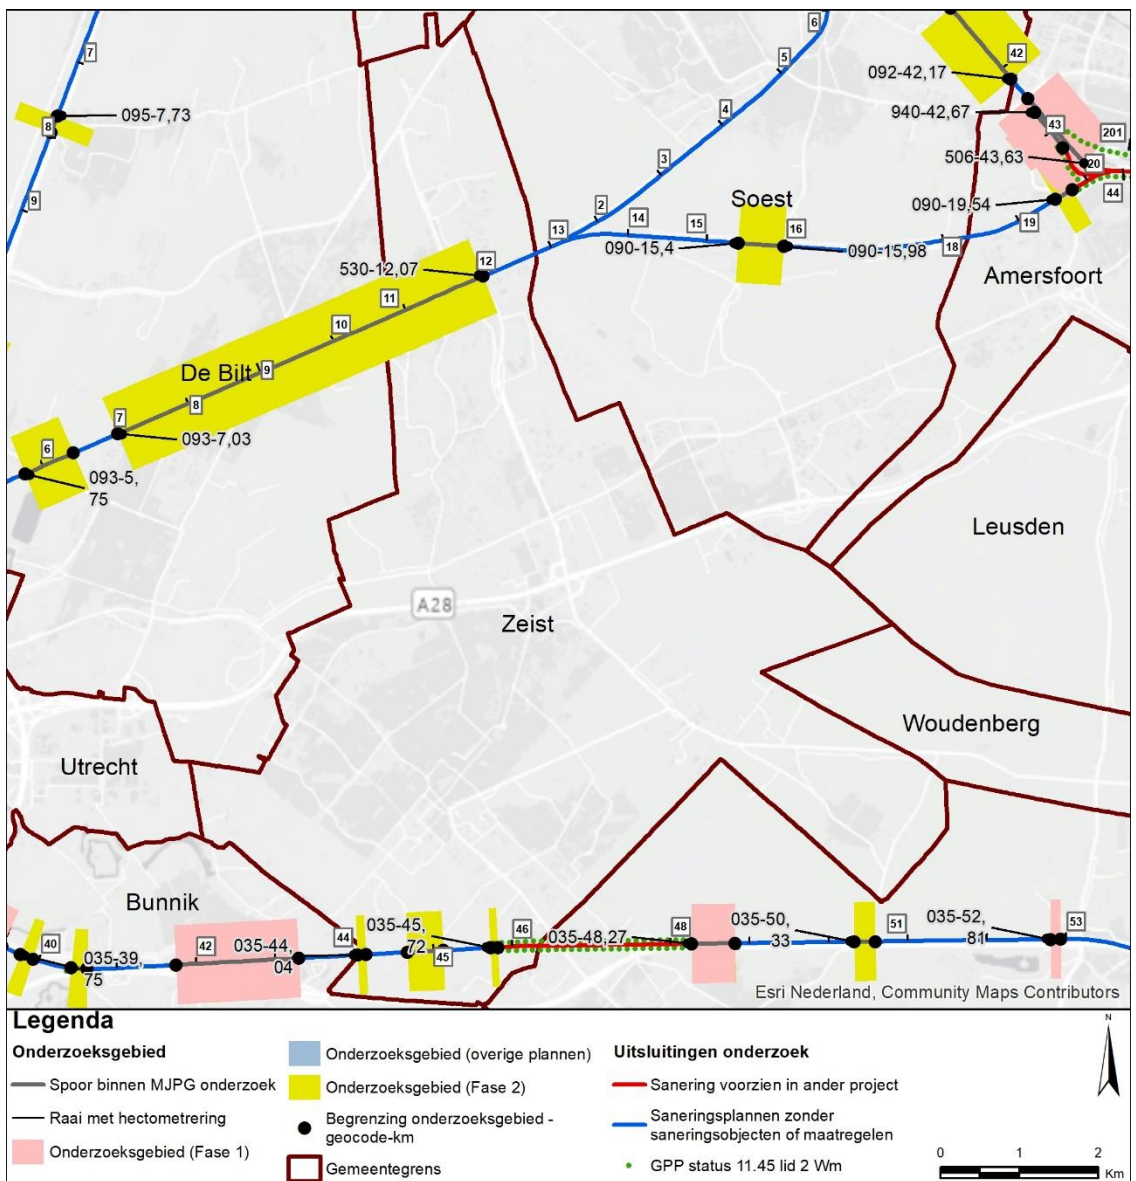 6
7
42
5
092-42,17
095-7,73
4
940-42,67
8
43
201
506-43,63
20
3
44
9
Soest
2
14
15
16
13
090-19,54
19
090-15,4
090-15,98
18
530-12,07
12
Amersfoort
11
10
De Bilt
9
8
7
093-7,03
6
093-5,
75
Leusden
A28
Zeist
Woudenberg
Utrecht
Bunnik
40
035-39,
75
42
035-44,
04
44
035-45,
72
45
46
035-48,27
48
035-50,
33
51
035-52,
81
53
Esri Nederland, Community Maps Contributors
Legenda
Onderzoeksgebied
Spoor binnen MJPG onderzoek
Raai met hectometrering
Onderzoeksgebied (Fase 1)
Onderzoeksgebied (overige plannen)
Onderzoeksgebied (Fase 2)
Begrenzing onderzoeksgebied -
geocode-km
Gemeentegrens
Uitsluitingen onderzoek
Sanering voorzien in ander project
Saneringsplannen zonder
saneringsobjecten of maatregelen
GPP status 11.45 lid 2 Wm
N
0 1 2
Km